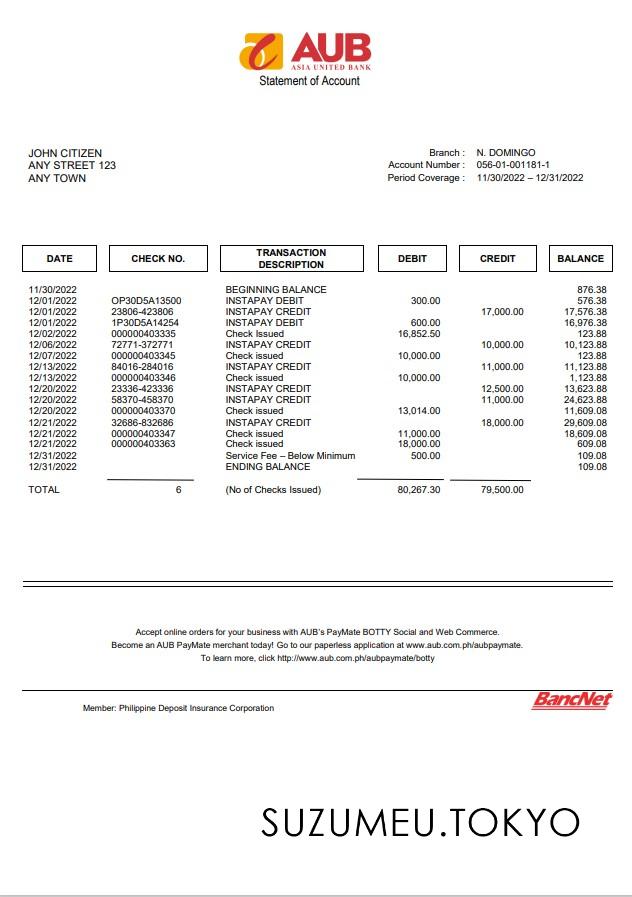 AUB
ASIA UNITED BANK
Statement of Account
JOHN CITIZEN
ANY STREET 123
ANY TOWN
Branch : N. DOMINGO
Account Number : 056-01-001181-1
Period Coverage : 11/30/2022 – 12/31/2022
DATE CHECK NO. TRANSACTION DESCRIPTION DEBIT CREDIT BALANCE
11/30/2022 BEGINNING BALANCE 876.38
12/01/2022 OP30D5A13500 INSTAPAY DEBIT 300.00 576.38
12/01/2022 23806-423806 INSTAPAY CREDIT 17,000.00 17,576.38
12/01/2022 1P30D5A14254 INSTAPAY DEBIT 600.00 16,976.38
12/02/2022 000000403335 Check Issued 16,852.50 123.88
12/06/2022 72771-372771 INSTAPAY CREDIT 10,000.00 10,123.88
12/07/2022 000000403345 Check issued 10,000.00 123.88
12/13/2022 84016-284016 INSTAPAY CREDIT 11,000.00 11,123.88
12/13/2022 000000403346 Check issued 10,000.00 1,123.88
12/20/2022 23336-423336 INSTAPAY CREDIT 12,500.00 13,623.88
12/20/2022 58370-458370 INSTAPAY CREDIT 11,000.00 24,623.88
12/20/2022 000000403370 Check issued 13,014.00 11,609.08
12/21/2022 32686-832686 INSTAPAY CREDIT 18,000.00 29,609.08
12/21/2022 000000403347 Check issued 11,000.00 18,609.08
12/21/2022 000000403363 Check issued 18,000.00 609.08
12/31/2022 Service Fee – Below Minimum 500.00 109.08
12/31/2022 ENDING BALANCE 109.08
TOTAL 6 (No of Checks Issued) 80,267.30 79,500.00
Accept online orders for your business with AUB's PayMate BOTTY Social and Web Commerce.
Become an AUB PayMate merchant today! Go to our paperless application at www.aub.com.ph/aubpaymate.
To learn more, click http://www.aub.com.ph/aubpaymate/botty
BancNet
Member: Philippine Deposit Insurance Corporation
SUZUMEU.TOKYO